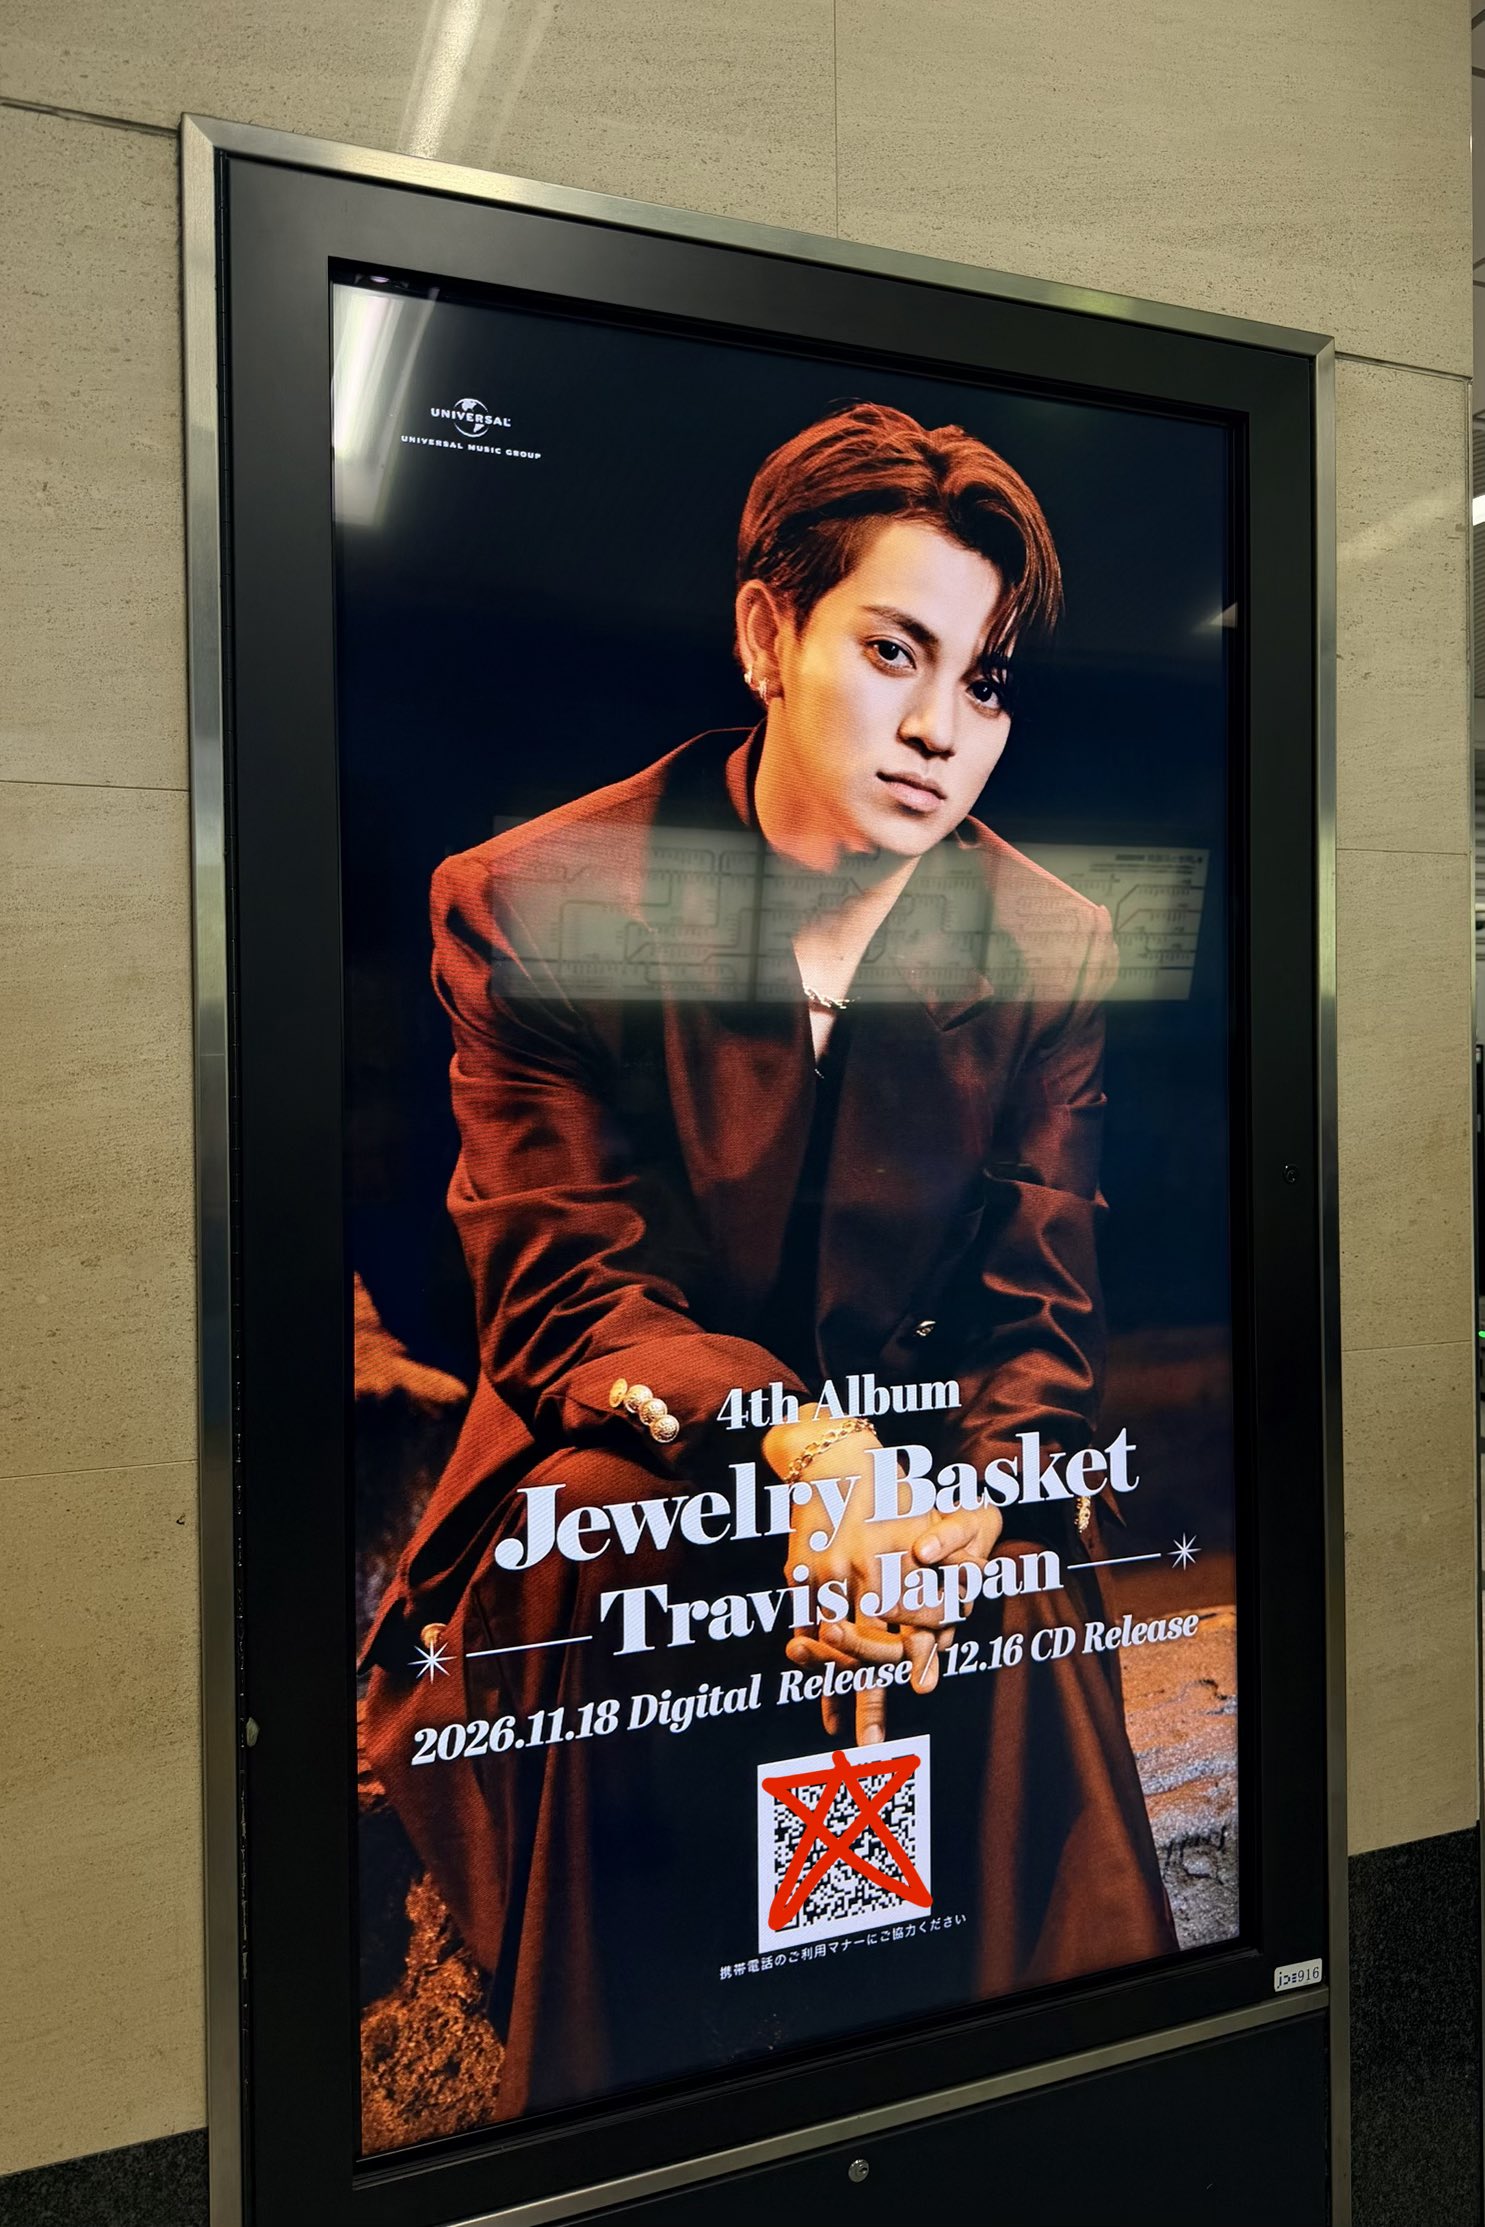 UNIVERSAL
UNIVERSAL MUSIC GROUP
4th Album
Jewelry Basket
Travis Japan
2026.11.18 Digital Release / 12.16 CD Release
携帯電話のご利用マナーにご協力ください
916